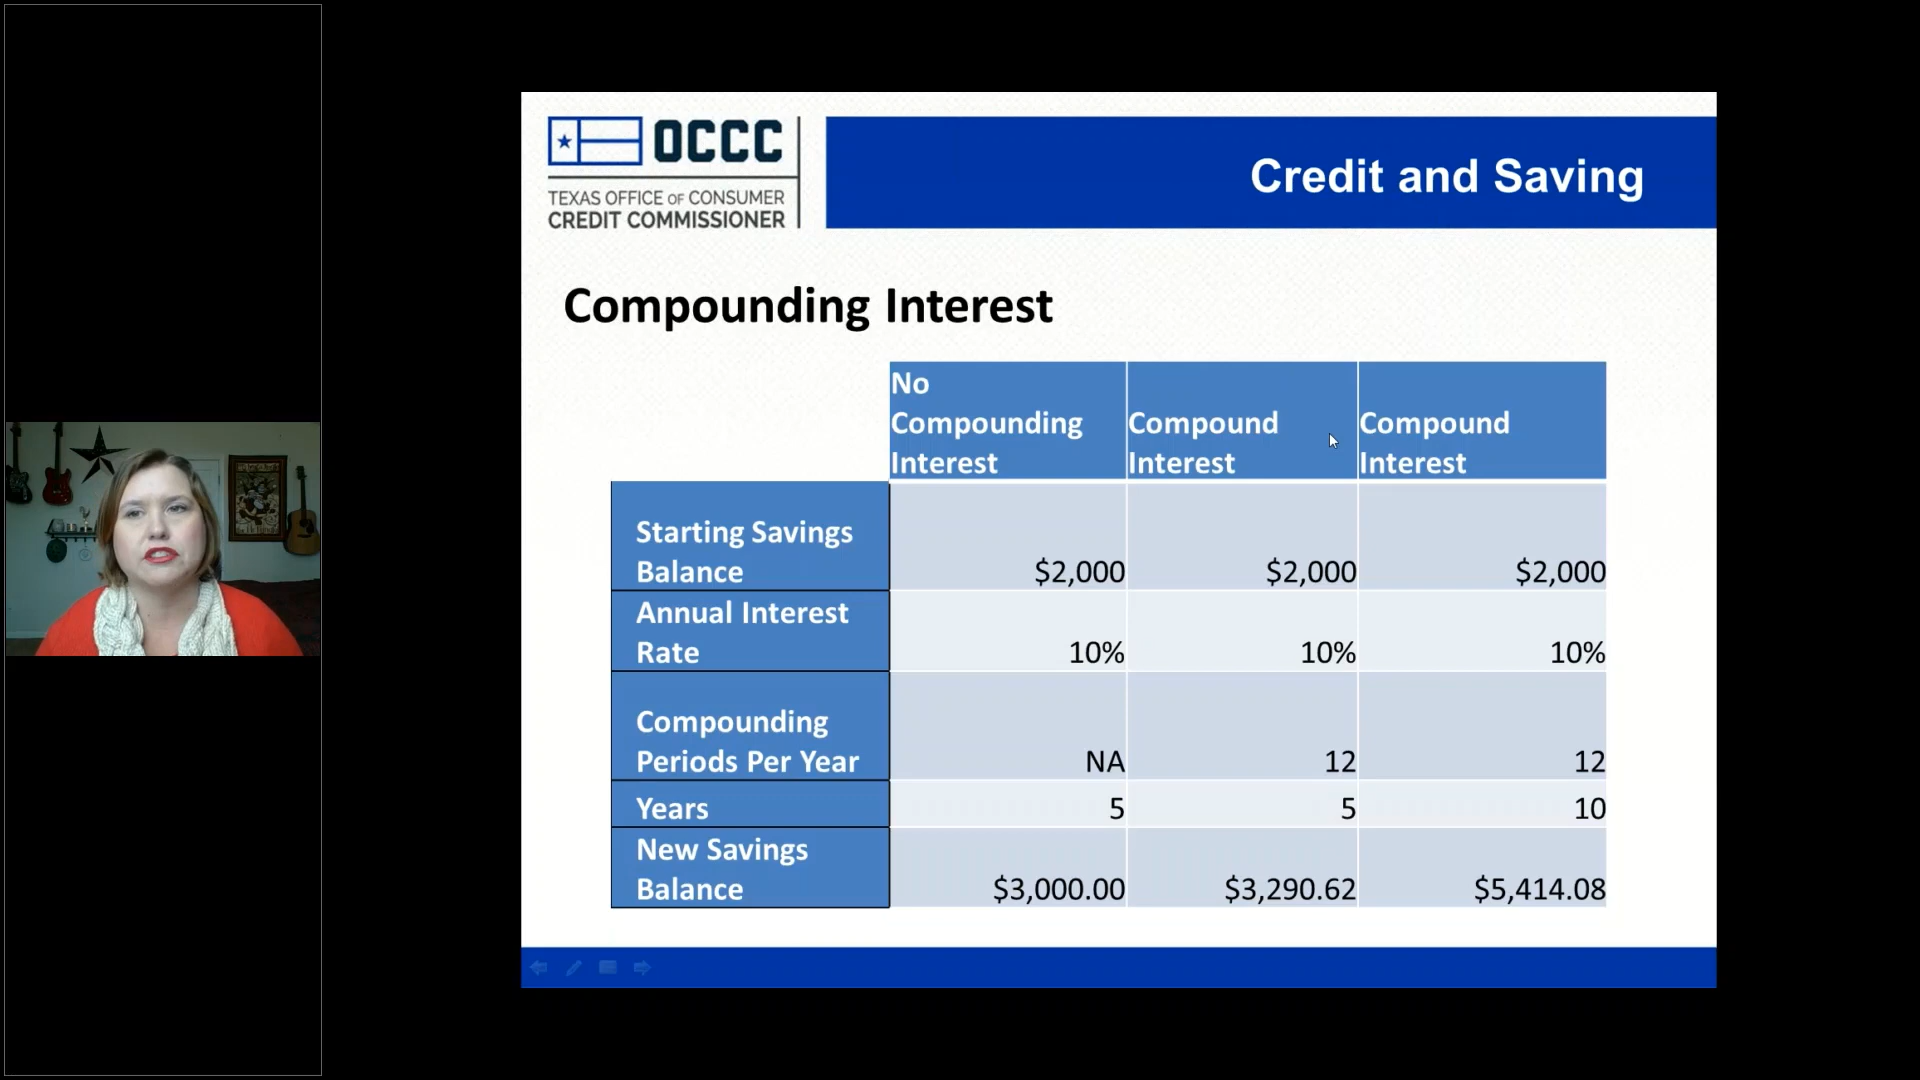 OCCC
TEXAS OFFICE OF CONSUMER
CREDIT COMMISSIONER
Credit and Saving
Compounding Interest
No
Compounding
Interest
Compound
Interest
Compound
Interest
Starting Savings
Balance
$2,000
$2,000
$2,000
Annual Interest
Rate
10%
10%
10%
Compounding
Periods Per Year
NA
12
12
Years
5
5
10
New Savings
Balance
$3,000.00
$3,290.62
$5,414.08